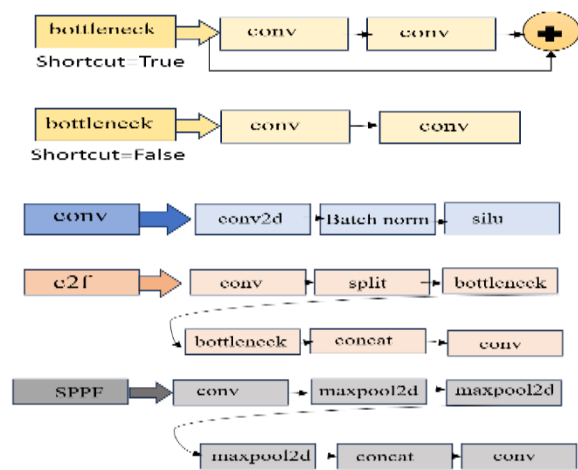 bottleneck conv conv +
Shortcut=True
bottleneck conv conv
Shortcut=False
conv conv2d Batch norm silu
c2f conv split bottleneck
bottleneck concat conv
SPPF conv maxpool2d maxpool2d
maxpool2d concat conv